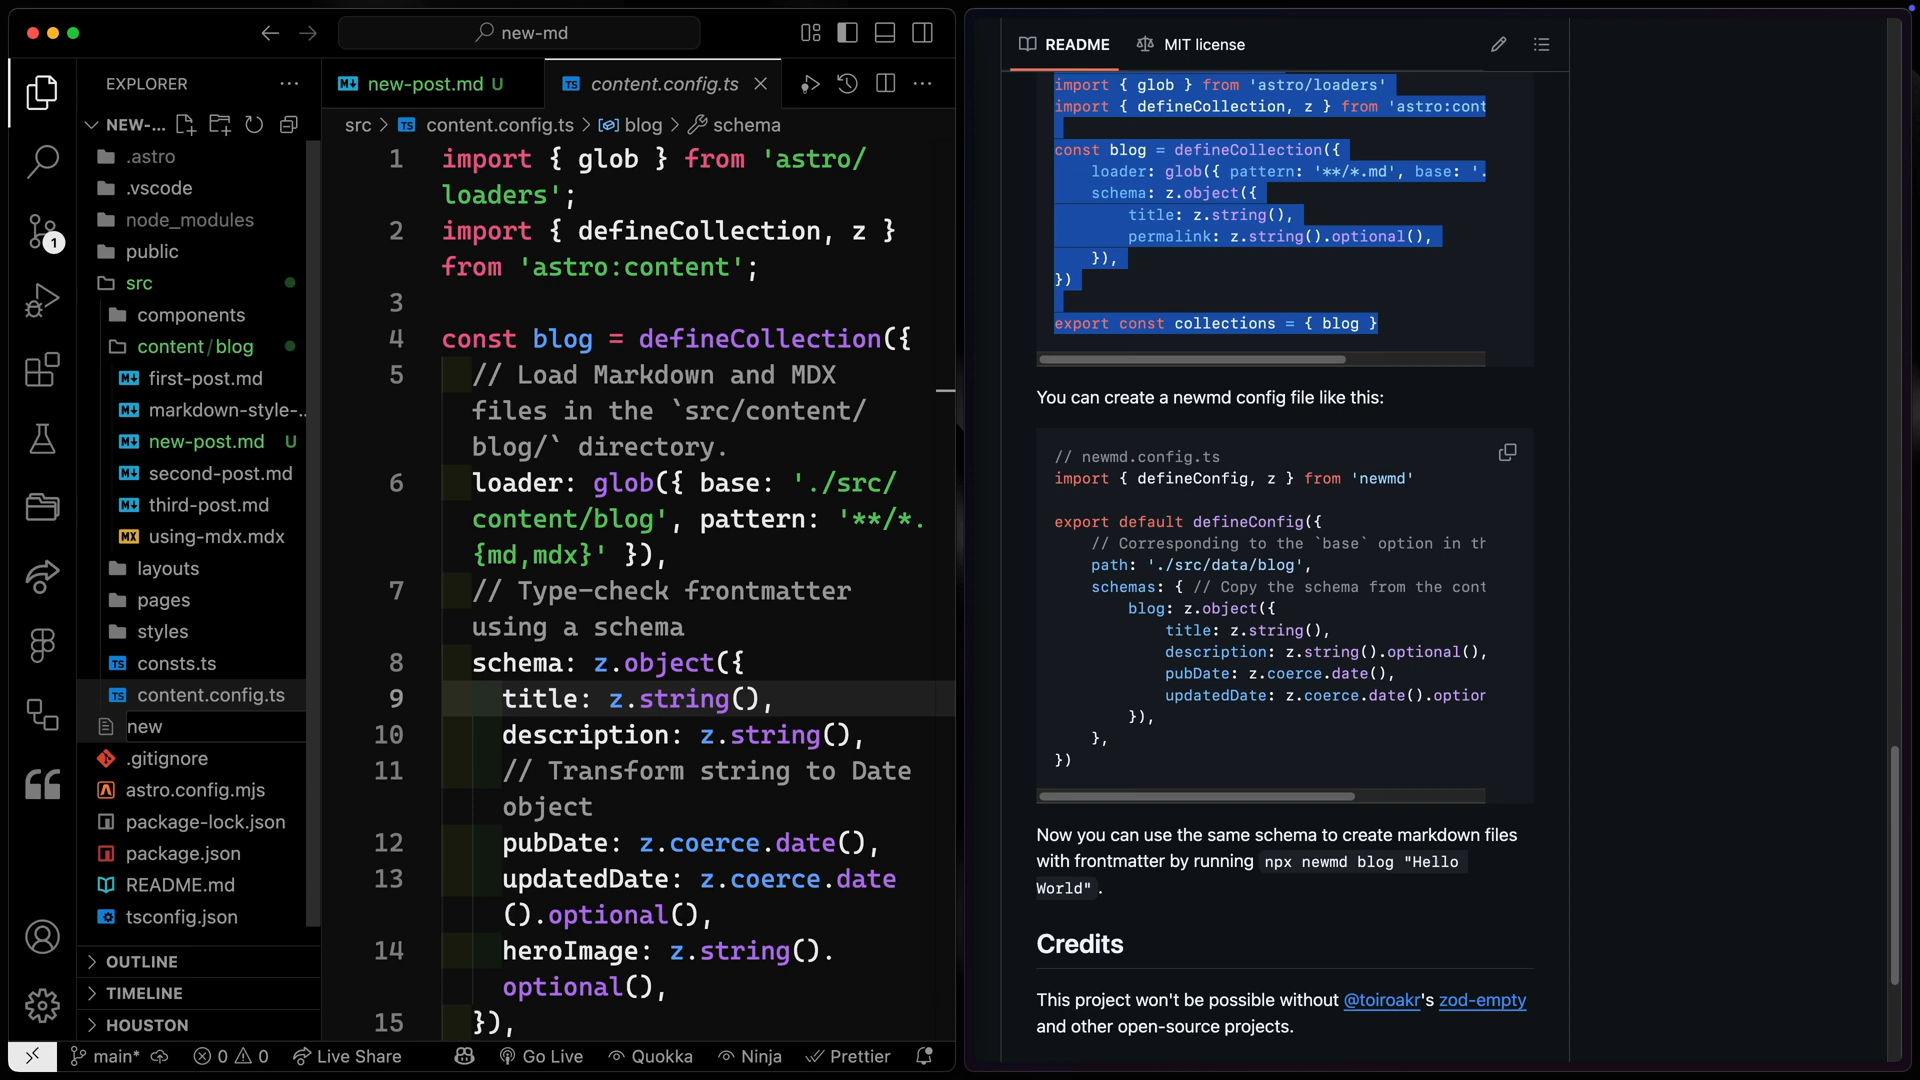 new-md
EXPLORER
NEW-...
.astro
.vscode
node_modules
public
src
components
content/blog
first-post.md
markdown-style-..
new-post.md U
second-post.md
third-post.md
using-mdx.mdx
layouts
pages
styles
consts.ts
content.config.ts
new
.gitignore
astro.config.mjs
package-lock.json
package.json
README.md
tsconfig.json
OUTLINE
TIMELINE
HOUSTON
1
new-post.md U
content.config.ts
src > TS content.config.ts > blog > schema
1 import { glob } from 'astro/
loaders';
2 import { defineCollection, z }
from 'astro:content';
3
4 const blog = defineCollection({
5 // Load Markdown and MDX
files in the `src/content/
blog/` directory.
6 loader: glob({ base: './src/
content/blog', pattern: '**/*.
{md,mdx}' }),
7 // Type-check frontmatter
using a schema
8 schema: z.object({
9 title: z.string(),
10 description: z.string(),
11 // Transform string to Date
object
12 pubDate: z.coerce.date(),
13 updatedDate: z.coerce.date
().optional(),
14 heroImage: z.string().
optional(),
15 }),
main* 0 0 Live Share Go Live Quokka Ninja Prettier
README MIT license
import { glob } from 'astro/loaders'
import { defineCollection, z } from 'astro:cont
const blog = defineCollection({
loader: glob({ pattern: '**/*.md', base: '.
schema: z.object({
title: z.string(),
permalink: z.string().optional(),
}),
})
export const collections = { blog }
You can create a newmd config file like this:
// newmd.config.ts
import { defineConfig, z } from 'newmd'
export default defineConfig({
// Corresponding to the `base` option in th
path: './src/data/blog',
schemas: { // Copy the schema from the cont
blog: z.object({
title: z.string(),
description: z.string().optional(),
pubDate: z.coerce.date(),
updatedDate: z.coerce.date().option
}),
},
})
Now you can use the same schema to create markdown files
with frontmatter by running npx newmd blog "Hello
World" .
Credits
This project won't be possible without @toiroakr's zod-empty
and other open-source projects.